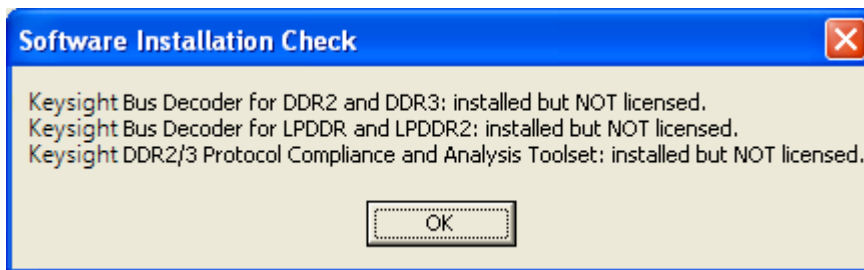 Software Installation Check
Keysight Bus Decoder for DDR2 and DDR3: installed but NOT licensed.
Keysight Bus Decoder for LPDDR and LPDDR2: installed but NOT licensed.
Keysight DDR2/3 Protocol Compliance and Analysis Toolset: installed but NOT licensed.
OK